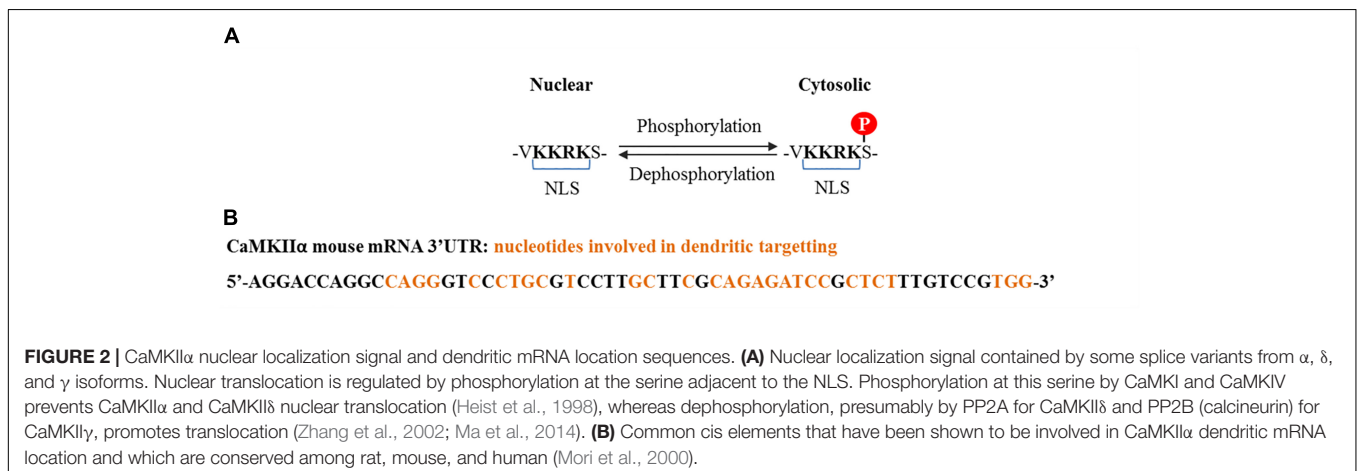 A
Nuclear Cytosolic
P
Phosphorylation
-VKKRKS- -VKKRKS-
Dephosphorylation
NLS NLS
B
CaMKIIα mouse mRNA 3’UTR: nucleotides involved in dendritic targetting
5’-AGGACCAGGCCAGGGTCCCTGCGTCCTTGCTTCGCAGAGATCCGCTCTTTGTCCGTGG-3’
FIGURE 2 | CaMKIIα nuclear localization signal and dendritic mRNA location sequences. (A) Nuclear localization signal contained by some splice variants from α, δ,
and γ isoforms. Nuclear translocation is regulated by phosphorylation at the serine adjacent to the NLS. Phosphorylation at this serine by CaMKI and CaMKIV
prevents CaMKIIα and CaMKIIδ nuclear translocation (Heist et al., 1998), whereas dephosphorylation, presumably by PP2A for CaMKIIδ and PP2B (calcineurin) for
CaMKIIγ, promotes translocation (Zhang et al., 2002; Ma et al., 2014). (B) Common cis elements that have been shown to be involved in CaMKIIα dendritic mRNA
location and which are conserved among rat, mouse, and human (Mori et al., 2000).